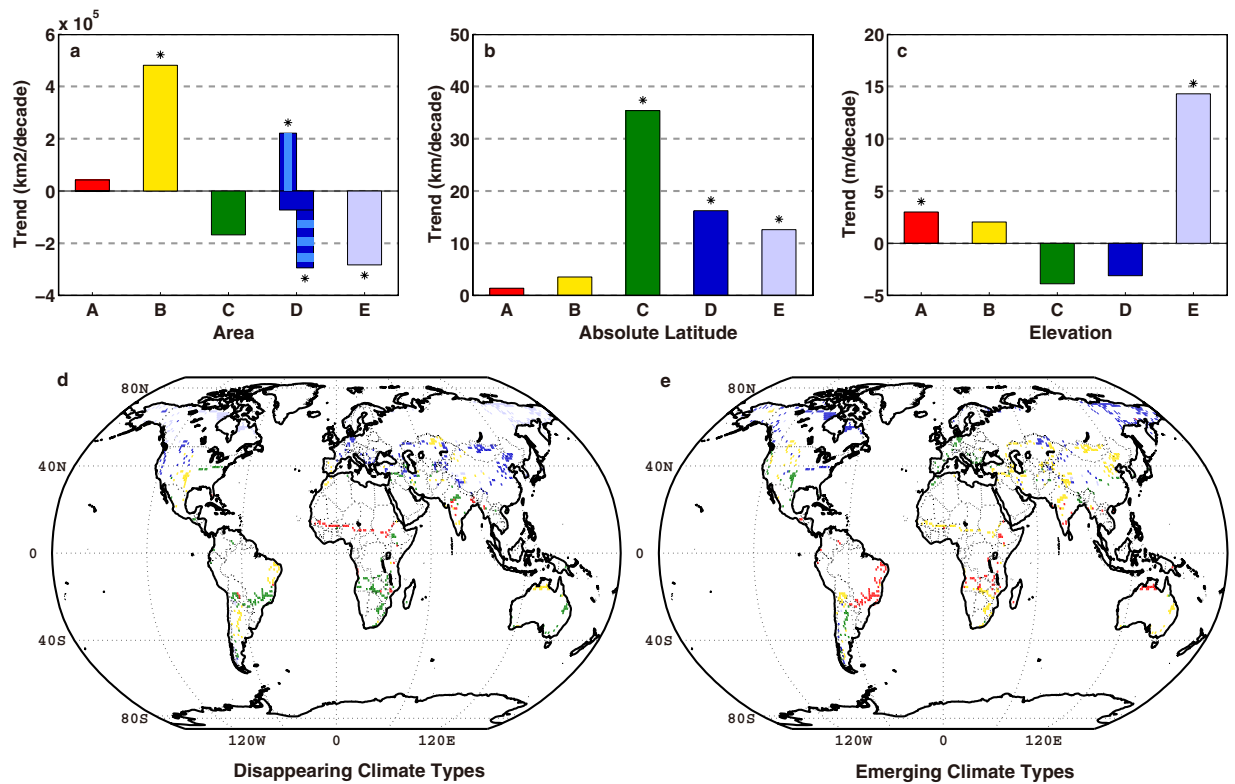 x 10⁵
a
6
4
2
0
−2
−4
Trend (km2/decade)
*
*
*
*
A B C D E
Area
b
50
40
30
20
10
0
Trend (km/decade)
*
*
*
A B C D E
Absolute Latitude
c
20
15
10
5
0
−5
Trend (m/decade)
*
*
A B C D E
Elevation
d
80N
40N
0
40S
80S
120W 0 120E
Disappearing Climate Types
e
80N
40N
0
40S
80S
120W 0 120E
Emerging Climate Types